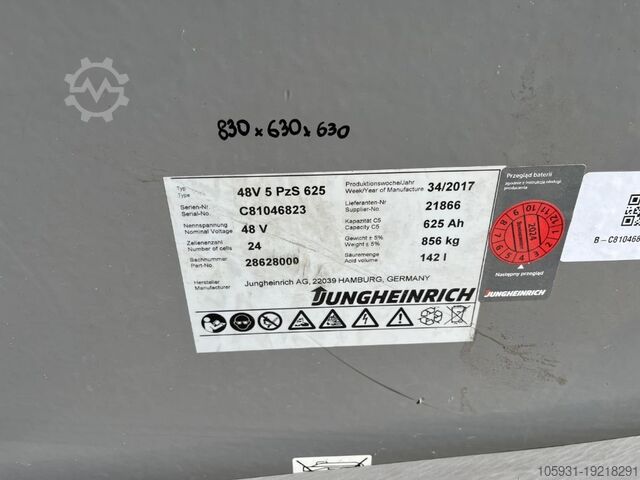 830 x 630 x 630
Typ
Type
48V 5 PzS 625
Produktionswoche/Jahr
Week/Year of Manufacture
34/2017
Serien-Nr.
Serial-No.
C81046823
Lieferanten-Nr.
Supplier-No.
21866
Nennspannung
Nominal Voltage
48 V
Kapazität C5
Capacity C5
625 Ah
Zellenanzahl
Number of cells
24
Gewicht ± 5%
Weight ± 5%
856 kg
Sachnummer
Part-No.
28628000
Säuremenge
Acid volume
142 l
Hersteller
Manufacturer
Jungheinrich AG, 22039 HAMBURG, GERMANY
JUNGHEINRICH
Przegląd baterii
2024
Następny przegląd
JUNGHEINRICH
B – C810468
105931-19218291